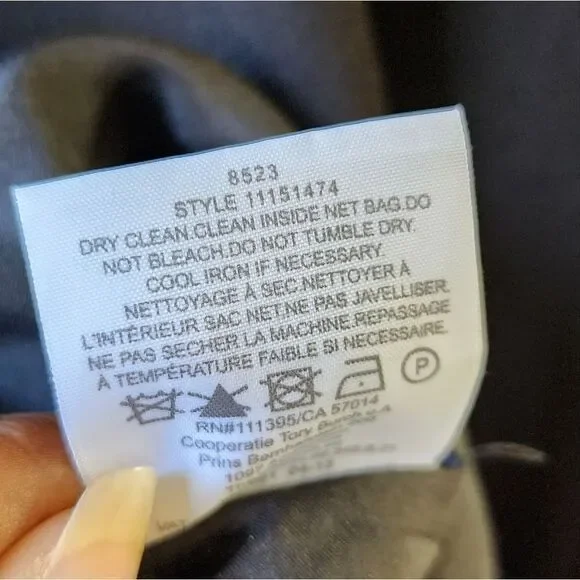 8523
STYLE 11151474
DRY CLEAN.CLEAN INSIDE NET BAG.DO
NOT BLEACH.DO NOT TUMBLE DRY.
COOL IRON IF NECESSARY.
NETTOYAGE À SEC NETTOYER À
L'INTÉRIEUR SAC NET.NE PAS JAVELLISER.
NE PAS SECHER LA MACHINE.REPASSAGE
À TEMPÉRATURE FAIBLE SI NECESSAIRE.
P
RN#111395/CA 57014
Cooperatie Tory Burch
Prins